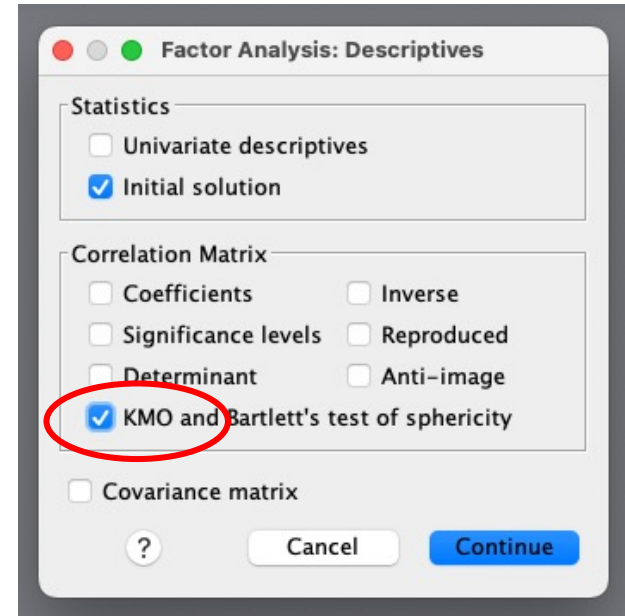 Factor Analysis: Descriptives
Statistics
Univariate descriptives
Initial solution
Correlation Matrix
Coefficients Inverse
Significance levels Reproduced
Determinant Anti-image
KMO and Bartlett's test of sphericity
Covariance matrix
? Cancel Continue